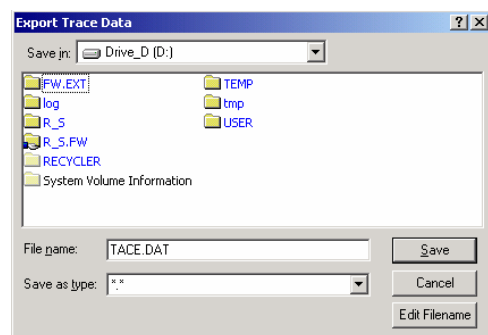 Export Trace Data
Save in: Drive_D (D:)
FW.EXT
log
R_S
R_S.FW
RECYCLER
System Volume Information
TEMP
tmp
USER
File name: TACE.DAT Save
Save as type: *.* Cancel
Edit Filename